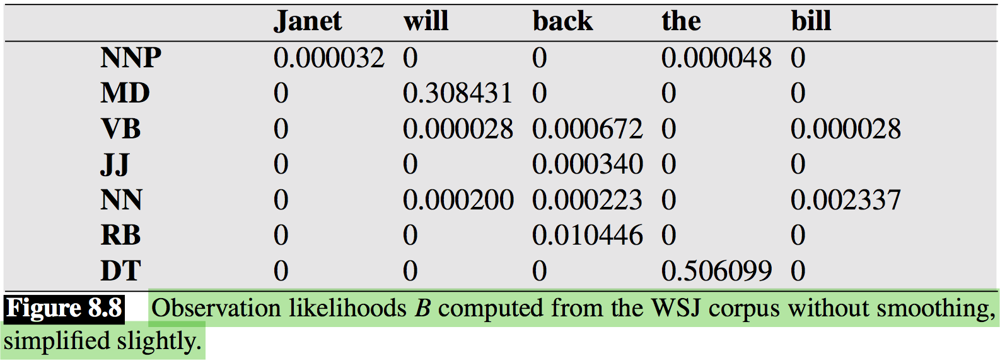 Janet will back the bill
NNP 0.000032 0 0 0.000048 0
MD 0 0.308431 0 0 0
VB 0 0.000028 0.000672 0 0.000028
JJ 0 0 0.000340 0 0
NN 0 0.000200 0.000223 0 0.002337
RB 0 0 0.010446 0 0
DT 0 0 0 0.506099 0
Figure 8.8 Observation likelihoods B computed from the WSJ corpus without smoothing,
simplified slightly.